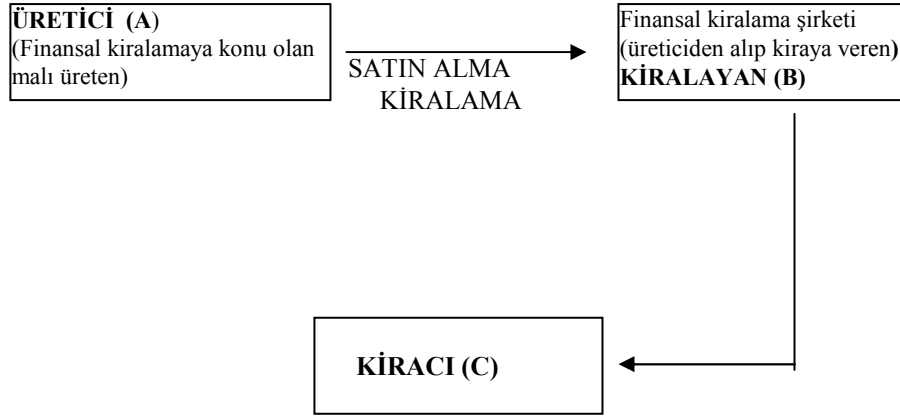 ÜRETİCİ (A)
(Finansal kiralamaya konu olan
malı üreten)
SATIN ALMA
KİRALAMA
Finansal kiralama şirketi
(üreticiden alıp kiraya veren)
KİRALAYAN (B)
KİRACI (C)